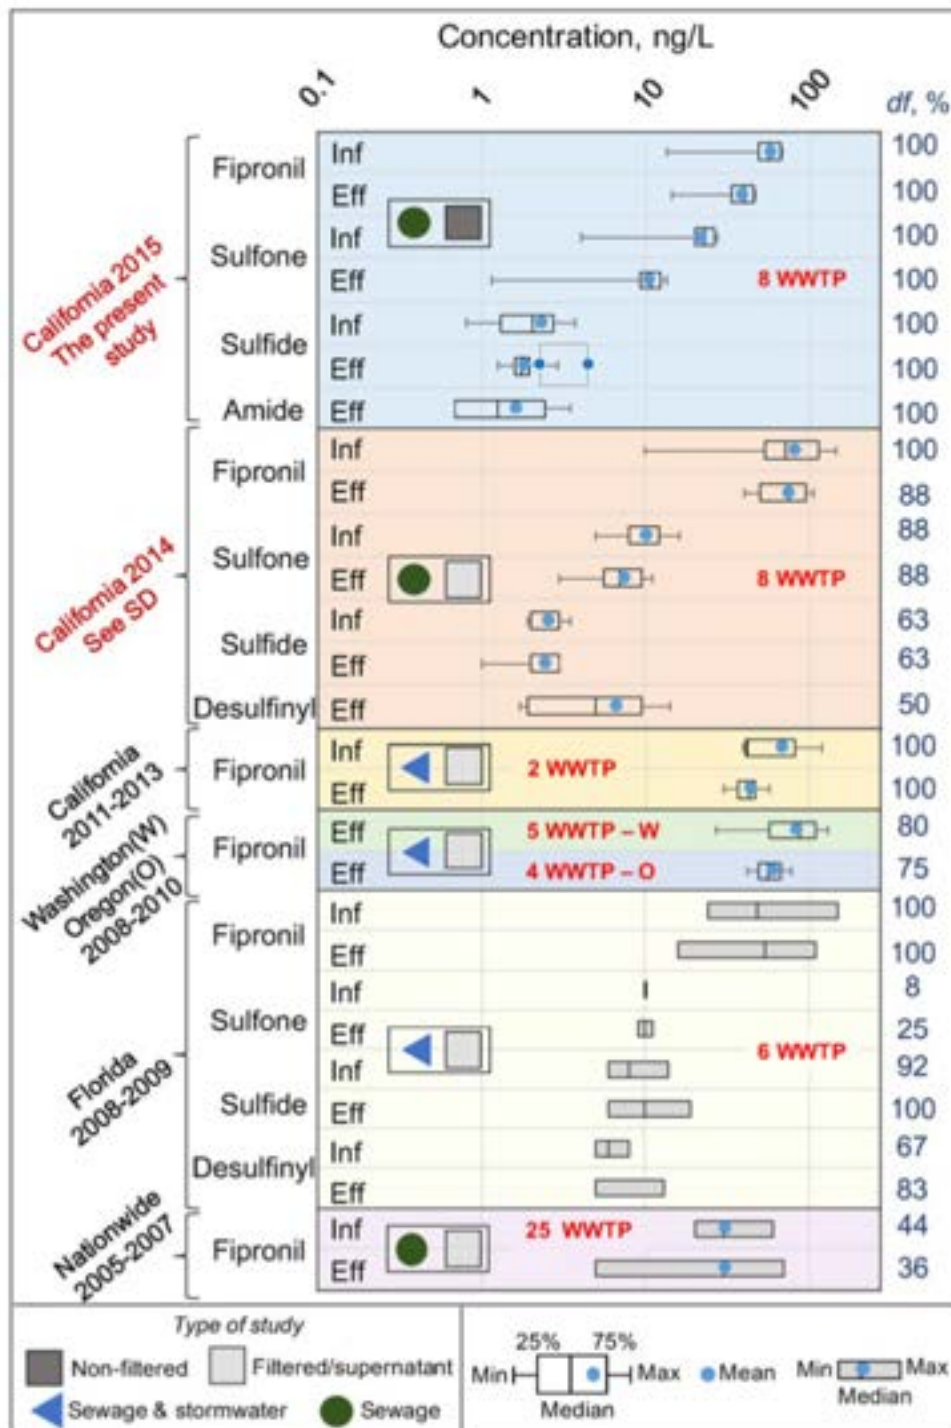 Concentration, ng/L
0.1 1 10 100 df, %
California 2015
The present
study
Fipronil Inf 100
Eff 100
Sulfone Inf 100
Eff 8 WWTP 100
Sulfide Inf 100
Eff 100
Amide Eff 100
California 2014
See SD
Fipronil Inf 100
Eff 88
Sulfone Inf 88
Eff 8 WWTP 88
Sulfide Inf 63
Eff 63
Desulfinyl Eff 50
California
2011-2013
Fipronil Inf 2 WWTP 100
Eff 100
Washington(W)
Oregon(O)
2008-2010
Fipronil Eff 5 WWTP – W 80
Eff 4 WWTP – O 75
Florida
2008-2009
Fipronil Inf 100
Eff 100
Sulfone Inf 8
Eff 6 WWTP 25
Sulfide Inf 92
Eff 100
Desulfinyl Inf 67
Eff 83
Nationwide
2005-2007
Fipronil Inf 25 WWTP 44
Eff 36
Type of study
Non-filtered Filtered/supernatant
Sewage & stormwater Sewage
25% 75%
Min Max Mean Min Max
Median Median